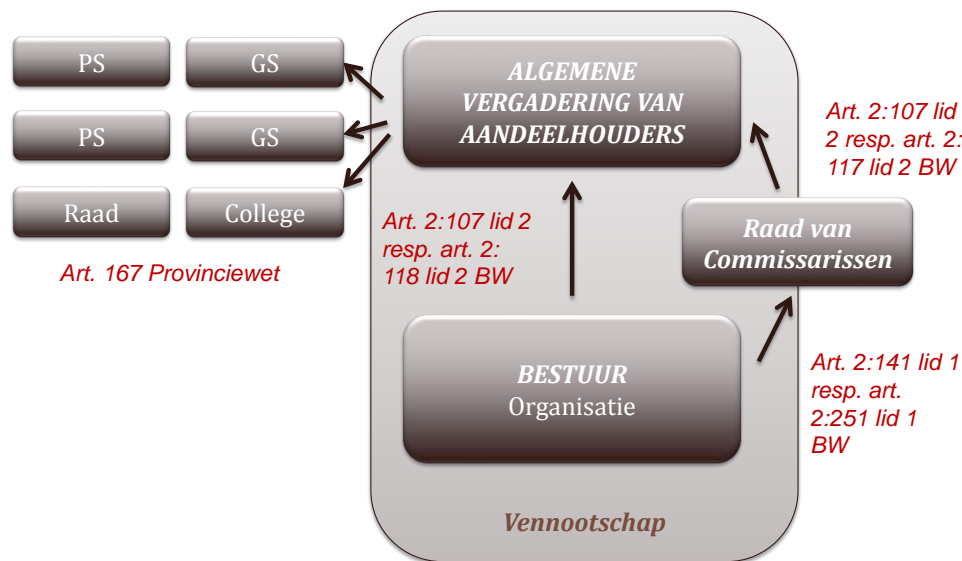 PS
GS
PS
GS
Raad
College
Art. 167 Provinciewet
ALGEMENE
VERGADERING VAN
AANDEELHOUDERS
Art. 2:107 lid
2 resp. art. 2:
117 lid 2 BW
Art. 2:107 lid 2
resp. art. 2:
118 lid 2 BW
Raad van
Commissarissen
BESTUUR
Organisatie
Art. 2:141 lid 1
resp. art.
2:251 lid 1
BW
Vennootschap